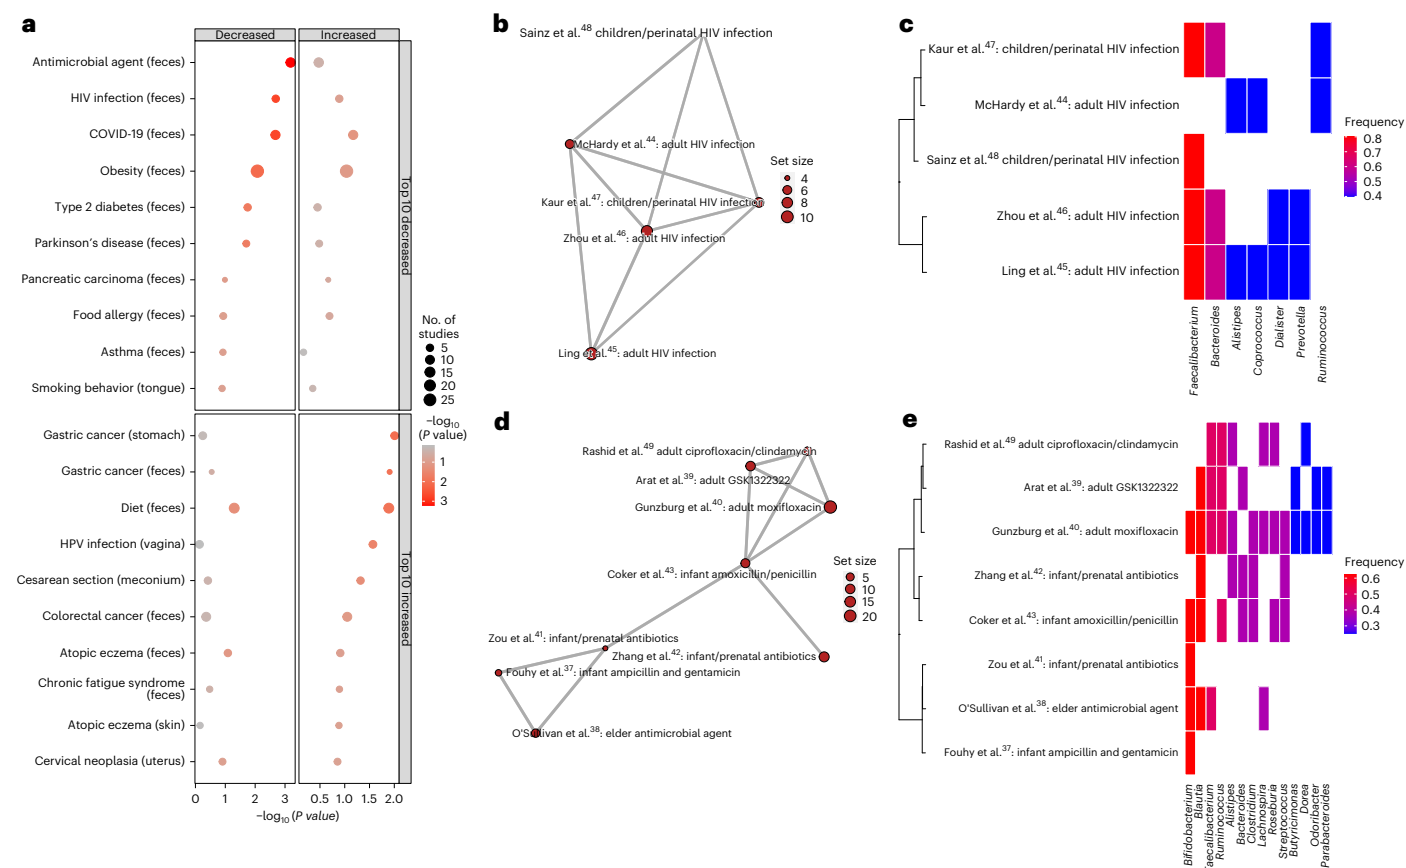 a
Decreased
Increased
Antimicrobial agent (feces)
HIV infection (feces)
COVID-19 (feces)
Obesity (feces)
Type 2 diabetes (feces)
Parkinson's disease (feces)
Pancreatic carcinoma (feces)
Food allergy (feces)
Asthma (feces)
Smoking behavior (tongue)
Top 10 decreased
Gastric cancer (stomach)
Gastric cancer (feces)
Diet (feces)
HPV infection (vagina)
Cesarean section (meconium)
Colorectal cancer (feces)
Atopic eczema (feces)
Chronic fatigue syndrome
(feces)
Atopic eczema (skin)
Cervical neoplasia (uterus)
Top 10 increased
0 1 2 3
0.5 1.0 1.5 2.0
−log10 (P value)
No. of
studies
5
10
15
20
25
−log10
(P value)
1
2
3
b
Sainz et al.48 children/perinatal HIV infection
McHardy et al.44: adult HIV infection
Kaur et al.47: children/perinatal HIV infection
Zhou et al.46: adult HIV infection
Ling et al.45: adult HIV infection
Set size
4
6
8
10
c
Kaur et al.47: children/perinatal HIV infection
McHardy et al.44: adult HIV infection
Sainz et al.48 children/perinatal HIV infection
Zhou et al.46: adult HIV infection
Ling et al.45: adult HIV infection
Faecalibacterium
Bacteroides
Alistipes
Coprococcus
Dialister
Prevotella
Ruminococcus
Frequency
0.8
0.7
0.6
0.5
0.4
d
Rashid et al.49 adult ciprofloxacin/clindamycin
Arat et al.39: adult GSK1322322
Gunzburg et al.40: adult moxifloxacin
Coker et al.43: infant amoxicillin/penicillin
Zou et al.41: infant/prenatal antibiotics
Zhang et al.42: infant/prenatal antibiotics
Fouhy et al.37: infant ampicillin and gentamicin
O'Sullivan et al.38: elder antimicrobial agent
Set size
5
10
15
20
e
Rashid et al.49 adult ciprofloxacin/clindamycin
Arat et al.39: adult GSK1322322
Gunzburg et al.40: adult moxifloxacin
Zhang et al.42: infant/prenatal antibiotics
Coker et al.43: infant amoxicillin/penicillin
Zou et al.41: infant/prenatal antibiotics
O'Sullivan et al.38: elder antimicrobial agent
Fouhy et al.37: infant ampicillin and gentamicin
Bifidobacterium
Blautia
aecalibacterium
Ruminococcus
Alistipes
Bacteroides
Clostridium
Lachnospira
Roseburia
Streptococcus
Butyricimonas
Dorea
Odoribacter
Parabacteroides
Frequency
0.6
0.5
0.4
0.3